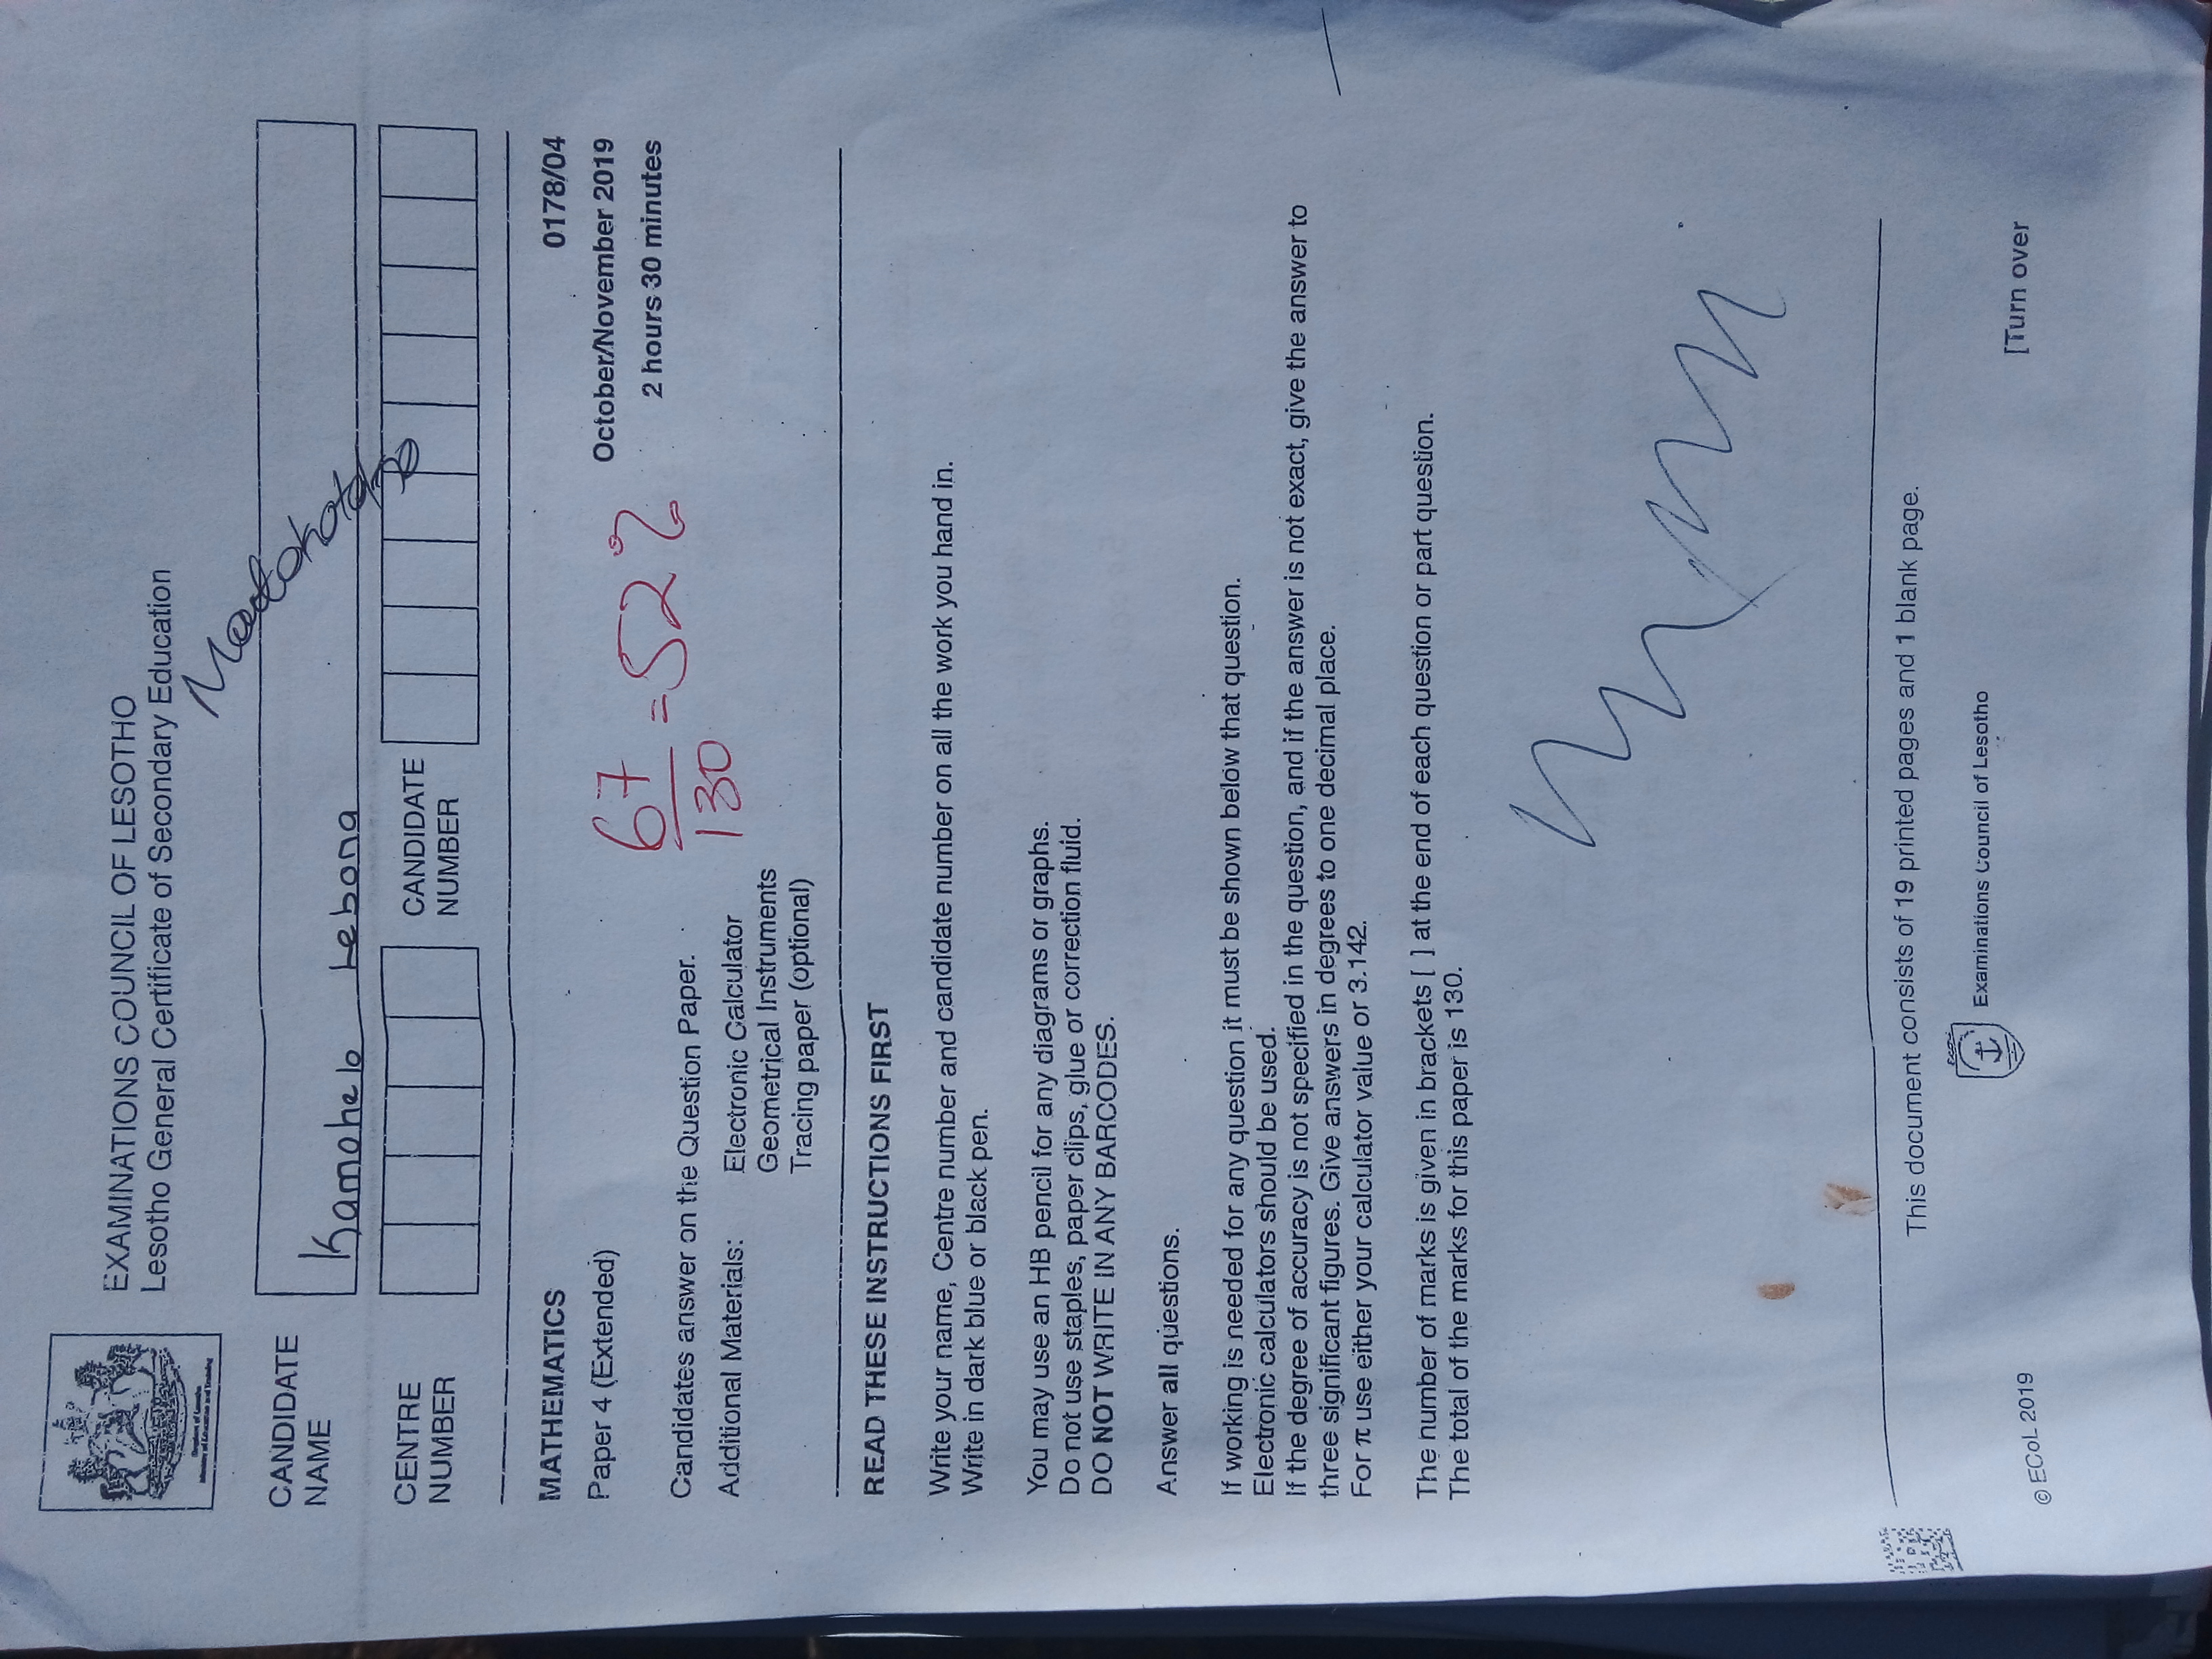 EXAMINATIONS COUNCIL OF LESOTHO
Lesotho General Certificate of Secondary Education
Kingdom of Lesotho
Ministry of Education and Training
CANDIDATE
NAME
Kamohelo Lebona
CENTRE
NUMBER
CANDIDATE
NUMBER
MATHEMATICS
0178/04
Paper 4 (Extended)
October/November 2019
67/130 = 52%
2 hours 30 minutes
Candidates answer on the Question Paper.
Additional Materials: Electronic Calculator
Geometrical Instruments
Tracing paper (optional)
READ THESE INSTRUCTIONS FIRST
Write your name, Centre number and candidate number on all the work you hand in.
Write in dark blue or black pen.
You may use an HB pencil for any diagrams or graphs.
Do not use staples, paper clips, glue or correction fluid.
DO NOT WRITE IN ANY BARCODES.
Answer all questions.
If working is needed for any question it must be shown below that question.
Electronic calculators should be used.
If the degree of accuracy is not specified in the question, and if the answer is not exact, give the answer to
three significant figures. Give answers in degrees to one decimal place.
For π use either your calculator value or 3.142.
The number of marks is given in brackets [ ] at the end of each question or part question.
The total of the marks for this paper is 130.
This document consists of 19 printed pages and 1 blank page.
Examinations Council of Lesotho
© ECoL 2019
[Turn over